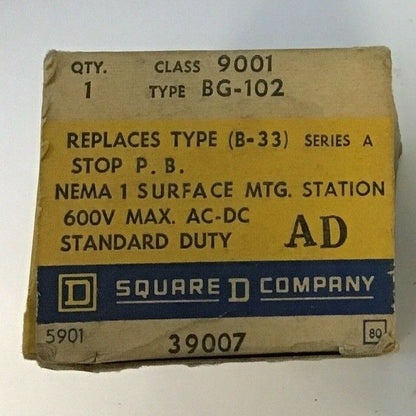 QTY. CLASS 9001
1 TYPE BG-102
REPLACES TYPE (B-33) SERIES A
STOP P. B.
NEMA 1 SURFACE MTG. STATION
600V MAX. AC-DC
STANDARD DUTY AD
D SQUARE D COMPANY
5901 39007 80